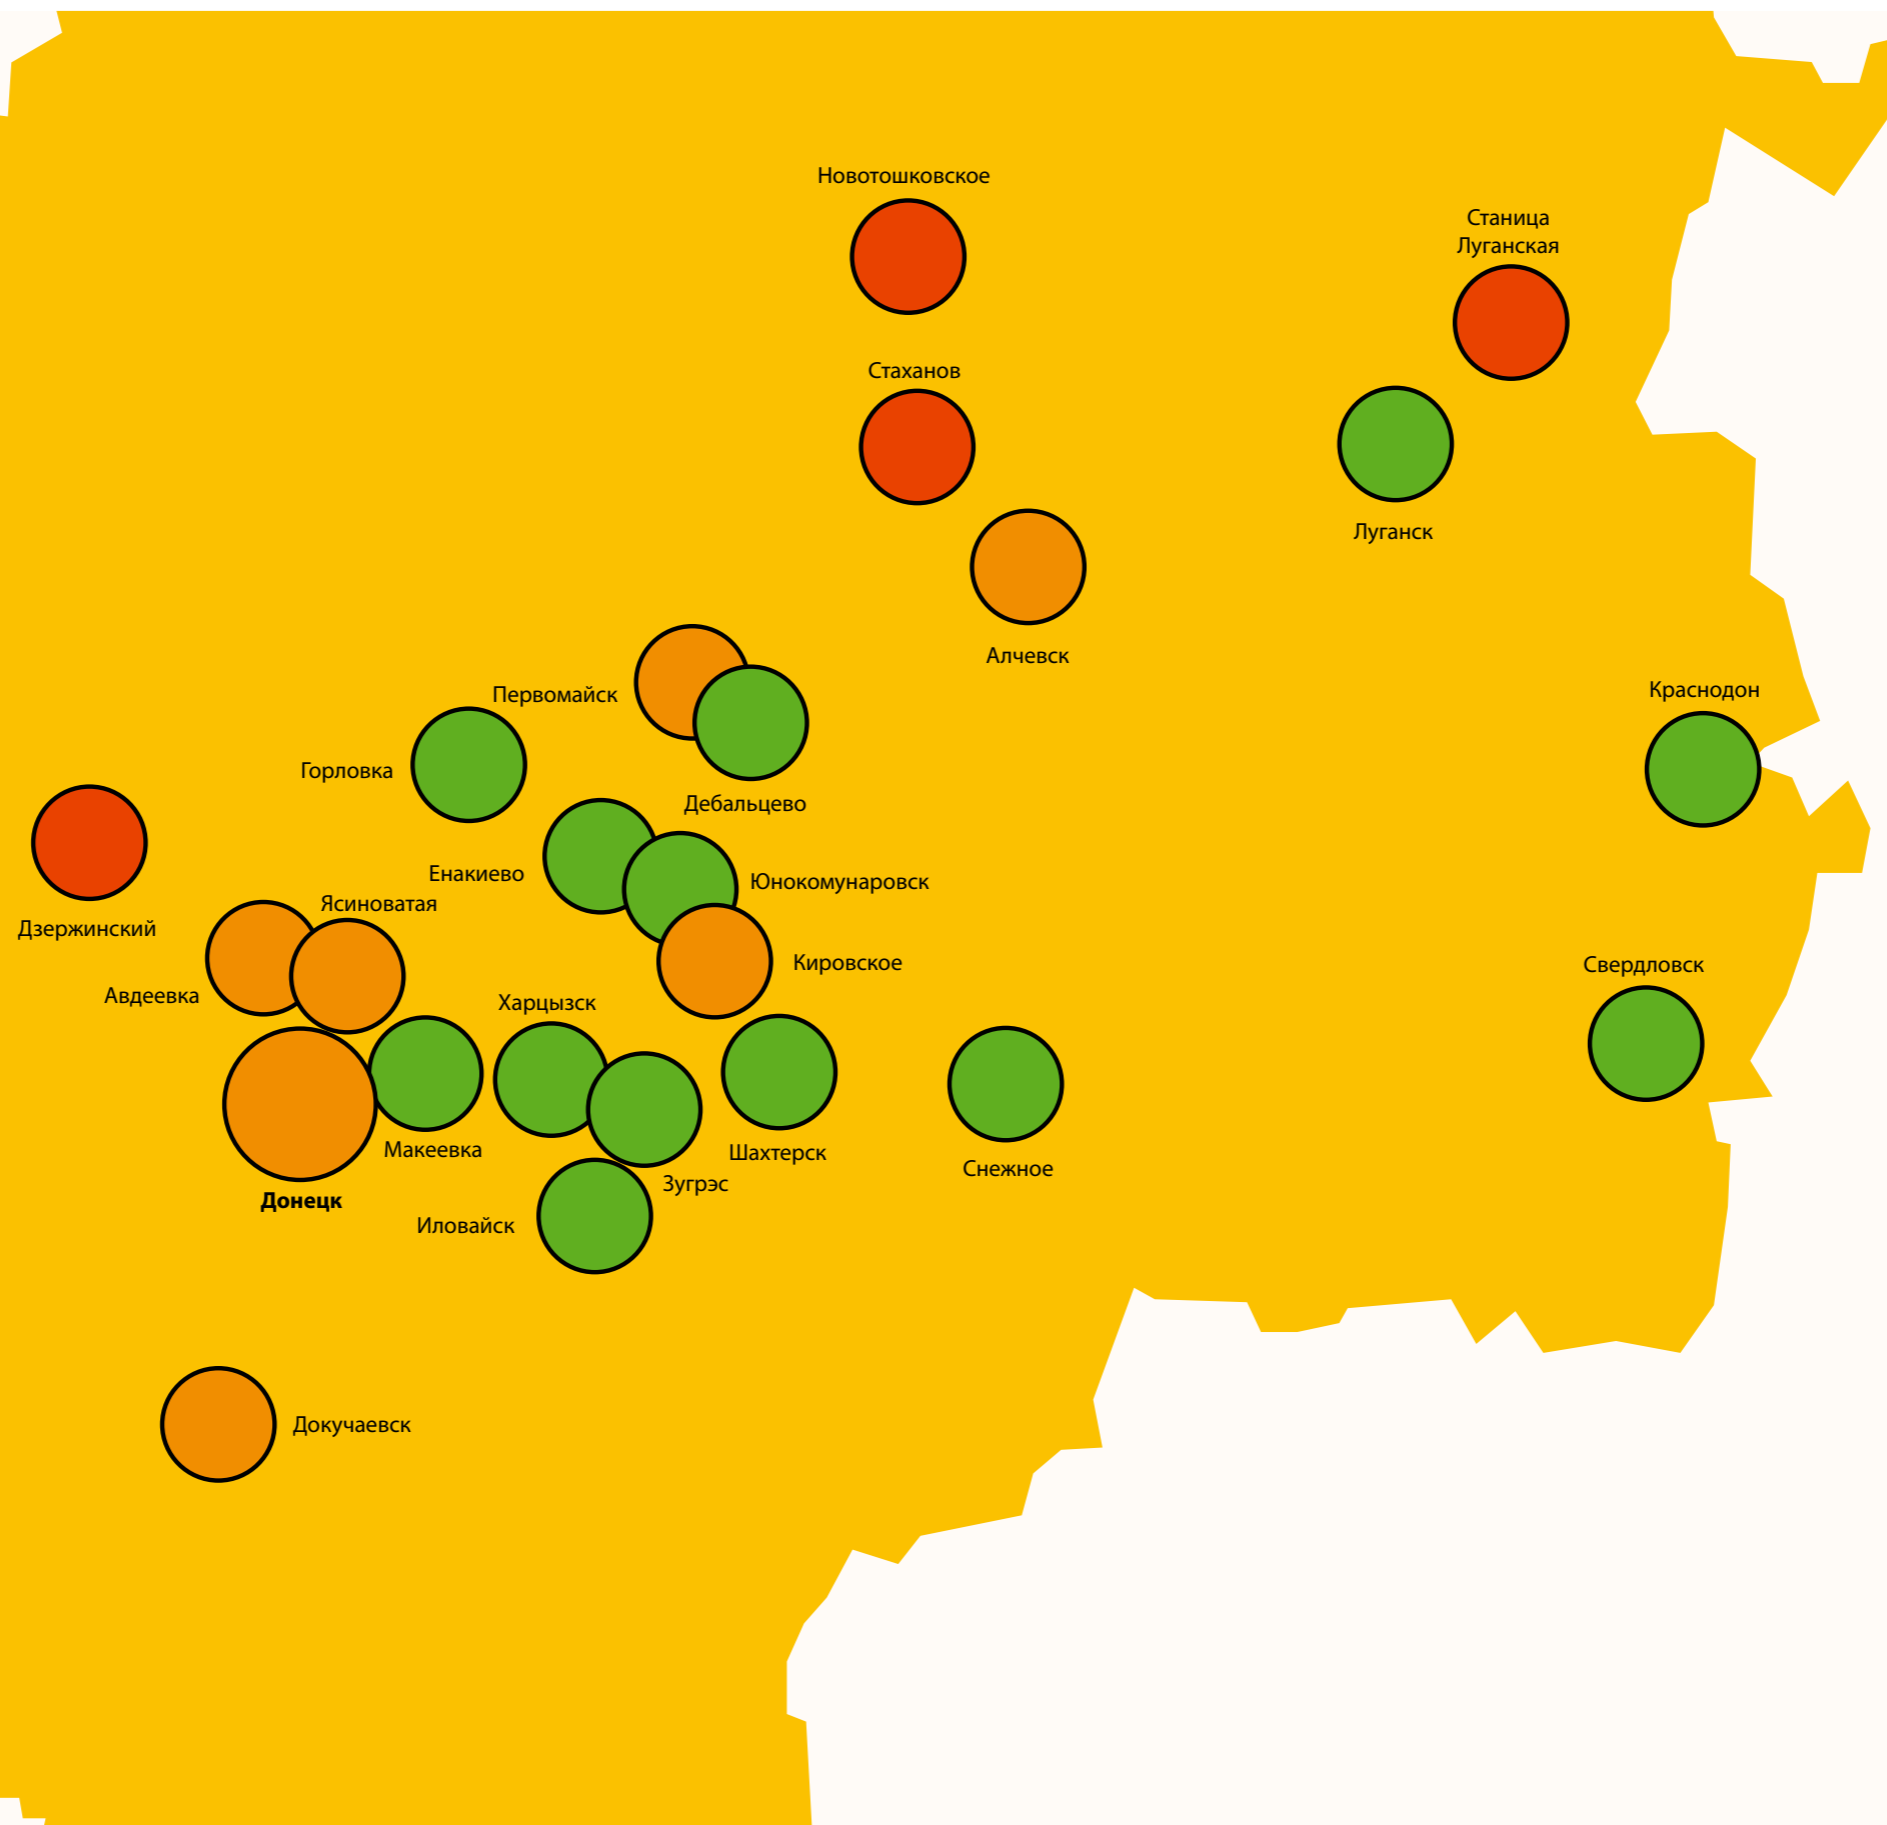 Новотошковское
Станица
Луганская
Стаханов
Луганск
Алчевск
Краснодон
Первомайск
Горловка
Дебальцево
Енакиево
Юнокомунаровск
Ясиноватая
Дзержинский
Кировское
Свердловск
Авдеевка
Харцызск
Макеевка
Шахтерск
Снежное
Зугрэс
Донецк
Иловайск
Докучаевск